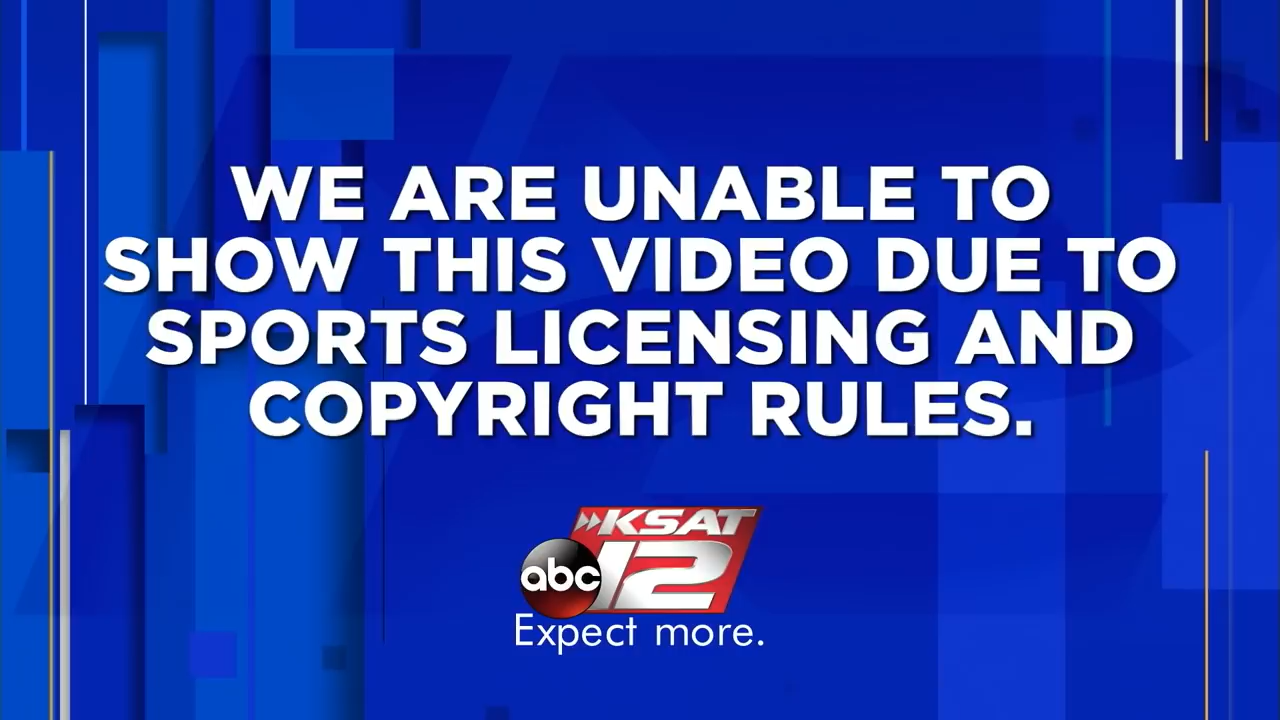 WE ARE UNABLE TO
SHOW THIS VIDEO DUE TO
SPORTS LICENSING AND
COPYRIGHT RULES.
KSAT
abc 12
Expect more.